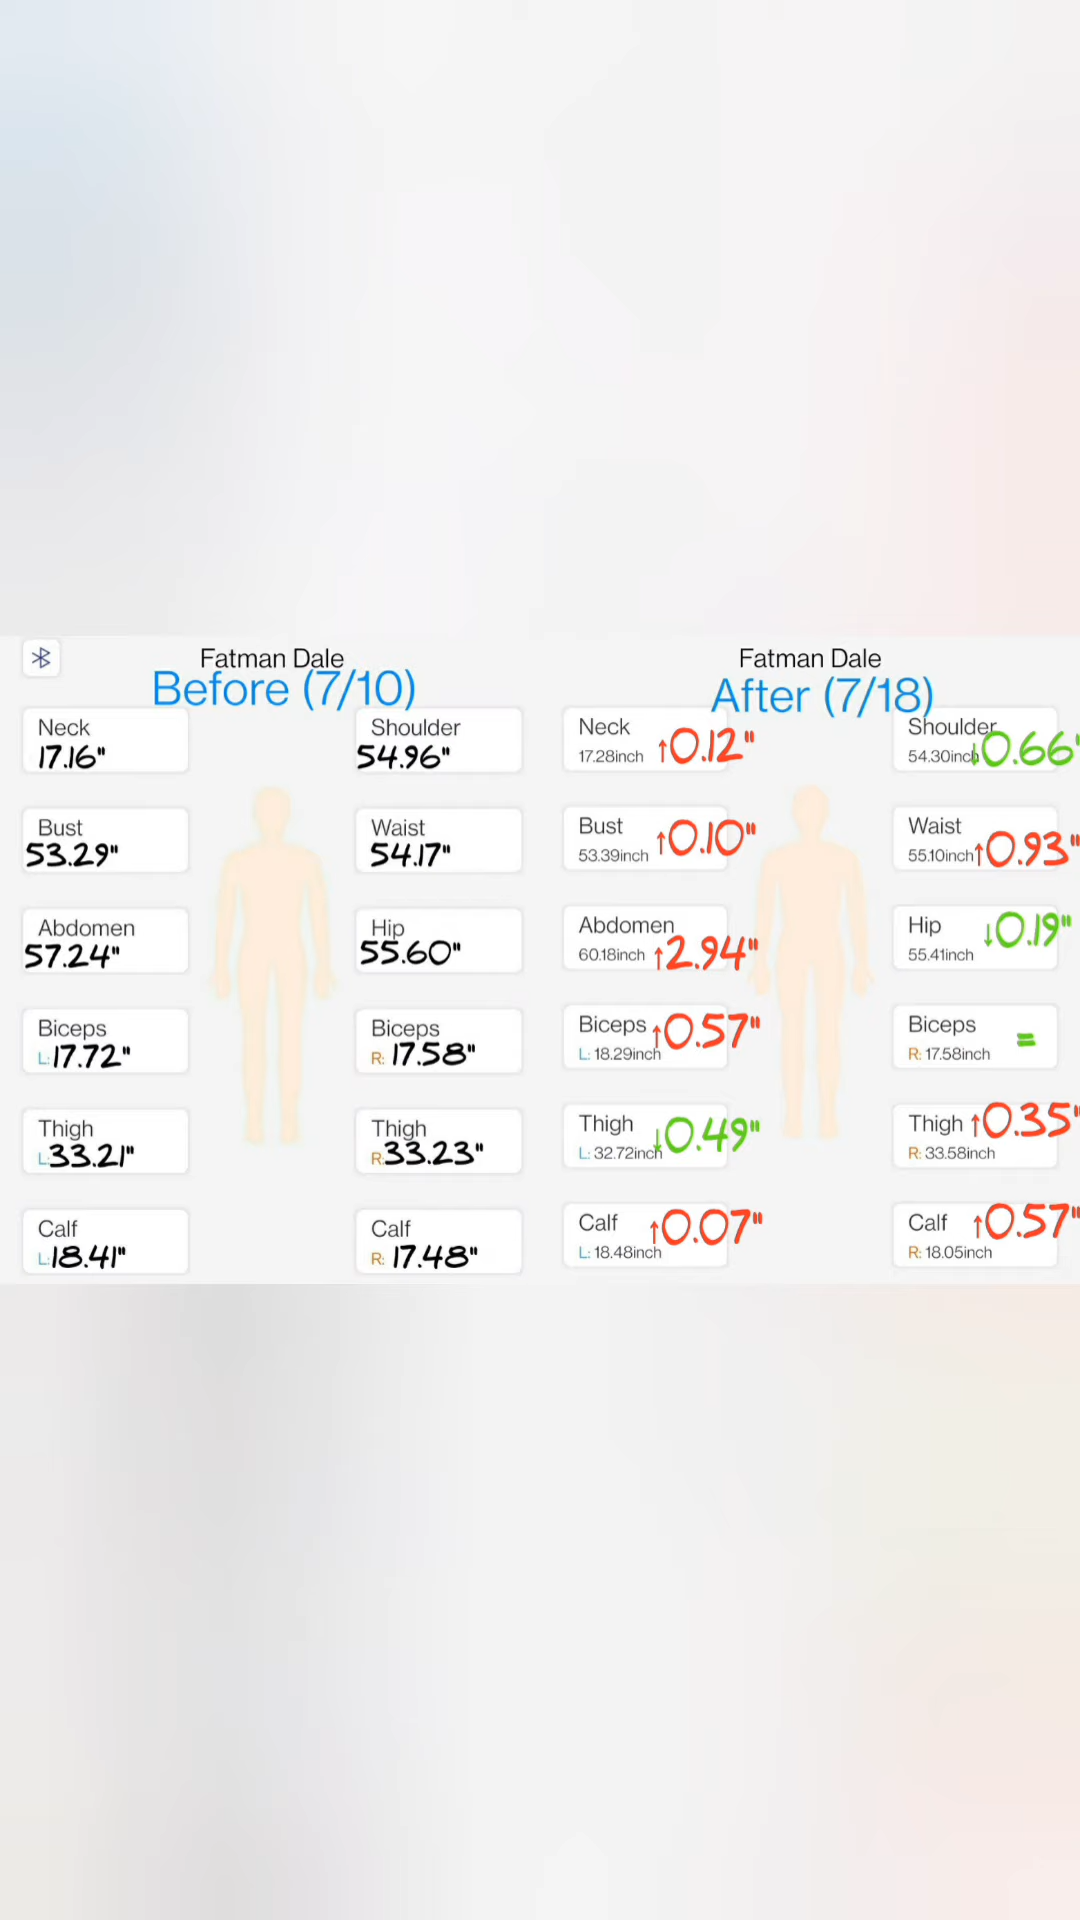 Fatman Dale
Before (7/10)
Neck
17.16"
Shoulder
54.96"
Bust
53.29"
Waist
54.17"
Abdomen
57.24"
Hip
55.60"
Biceps
L: 17.72"
Biceps
R: 17.58"
Thigh
L: 33.21"
Thigh
R: 33.23"
Calf
L: 18.41"
Calf
R: 17.48"
Fatman Dale
After (7/18)
Neck
17.28inch ↑0.12"
Shoulder
54.30inch ↓0.66"
Bust
53.39inch ↑0.10"
Waist
55.10inch ↑0.93"
Abdomen
60.18inch ↑2.94"
Hip ↓0.19"
55.41inch
Biceps ↑0.57"
L: 18.29inch
Biceps =
R: 17.58inch
Thigh ↓0.49"
L: 32.72inch
Thigh ↑0.35"
R: 33.58inch
Calf ↑0.07"
L: 18.48inch
Calf ↑0.57"
R: 18.05inch